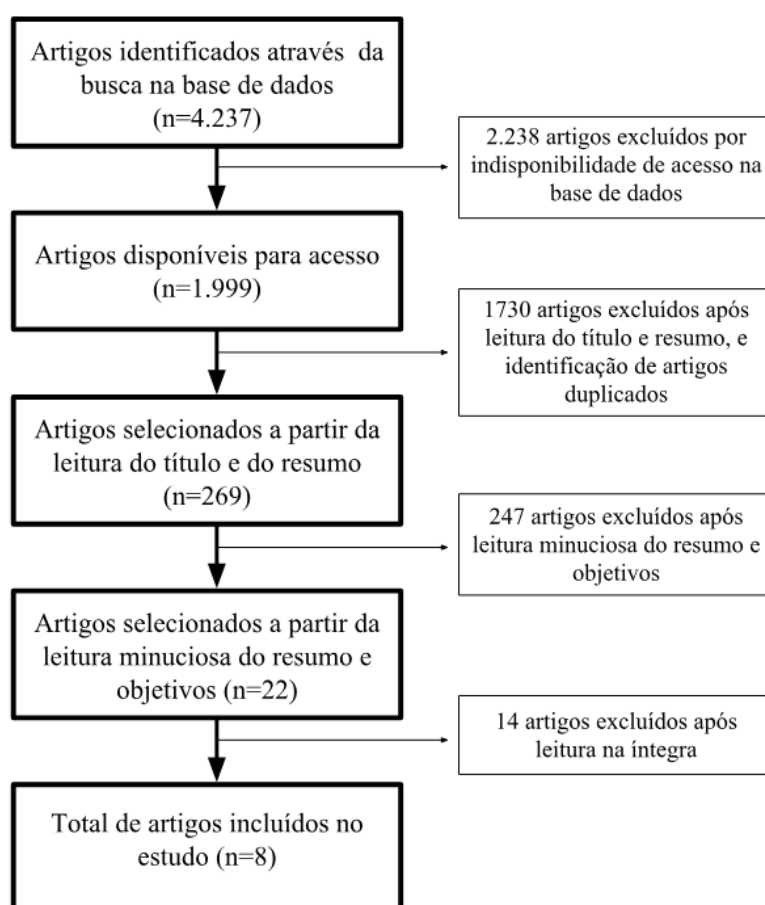 Artigos identificados através da
busca na base de dados
(n=4.237)
2.238 artigos excluídos por
indisponibilidade de acesso na
base de dados
Artigos disponíveis para acesso
(n=1.999)
1730 artigos excluídos após
leitura do título e resumo, e
identificação de artigos
duplicados
Artigos selecionados a partir da
leitura do título e do resumo
(n=269)
247 artigos excluídos após
leitura minuciosa do resumo e
objetivos
Artigos selecionados a partir da
leitura minuciosa do resumo e
objetivos (n=22)
14 artigos excluídos após
leitura na íntegra
Total de artigos incluídos no
estudo (n=8)